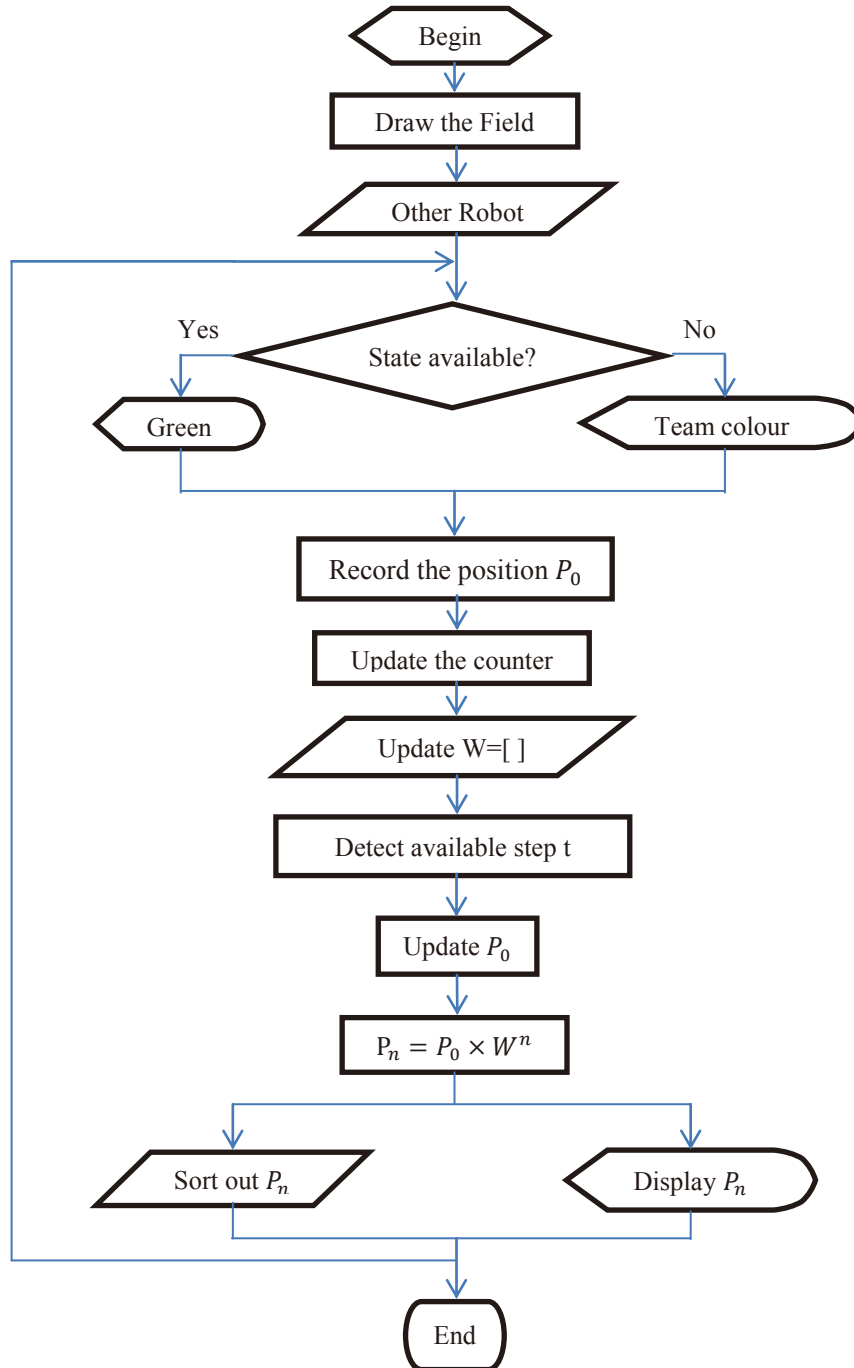 Begin
Draw the Field
Other Robot
State available?
Yes
No
Green
Team colour
Record the position P₀
Update the counter
Update W=[ ]
Detect available step t
Update P₀
Pₙ = P₀ × Wⁿ
Sort out Pₙ
Display Pₙ
End